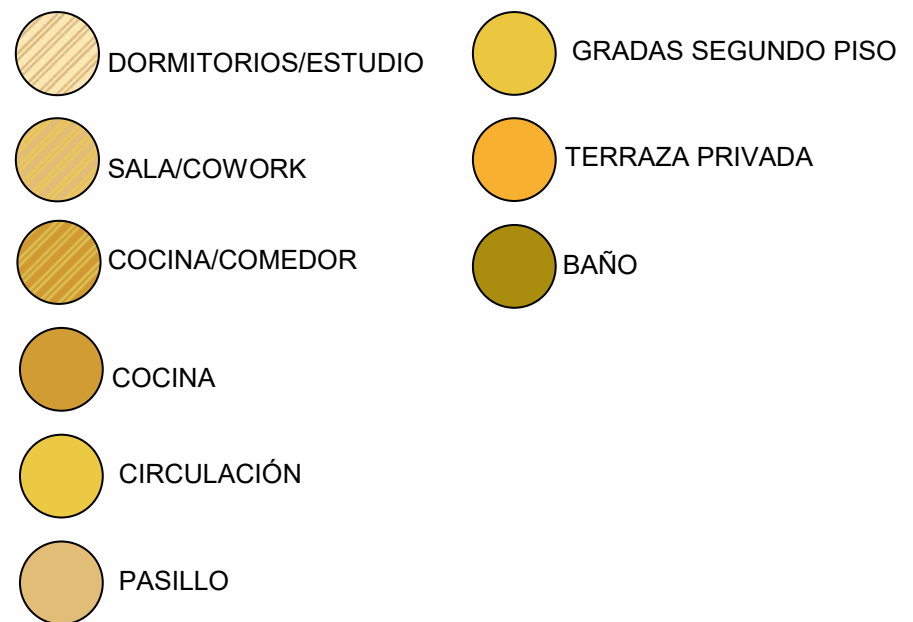 DORMITORIOS/ESTUDIO
SALA/COWORK
COCINA/COMEDOR
COCINA
CIRCULACIÓN
PASILLO
GRADAS SEGUNDO PISO
TERRAZA PRIVADA
BAÑO